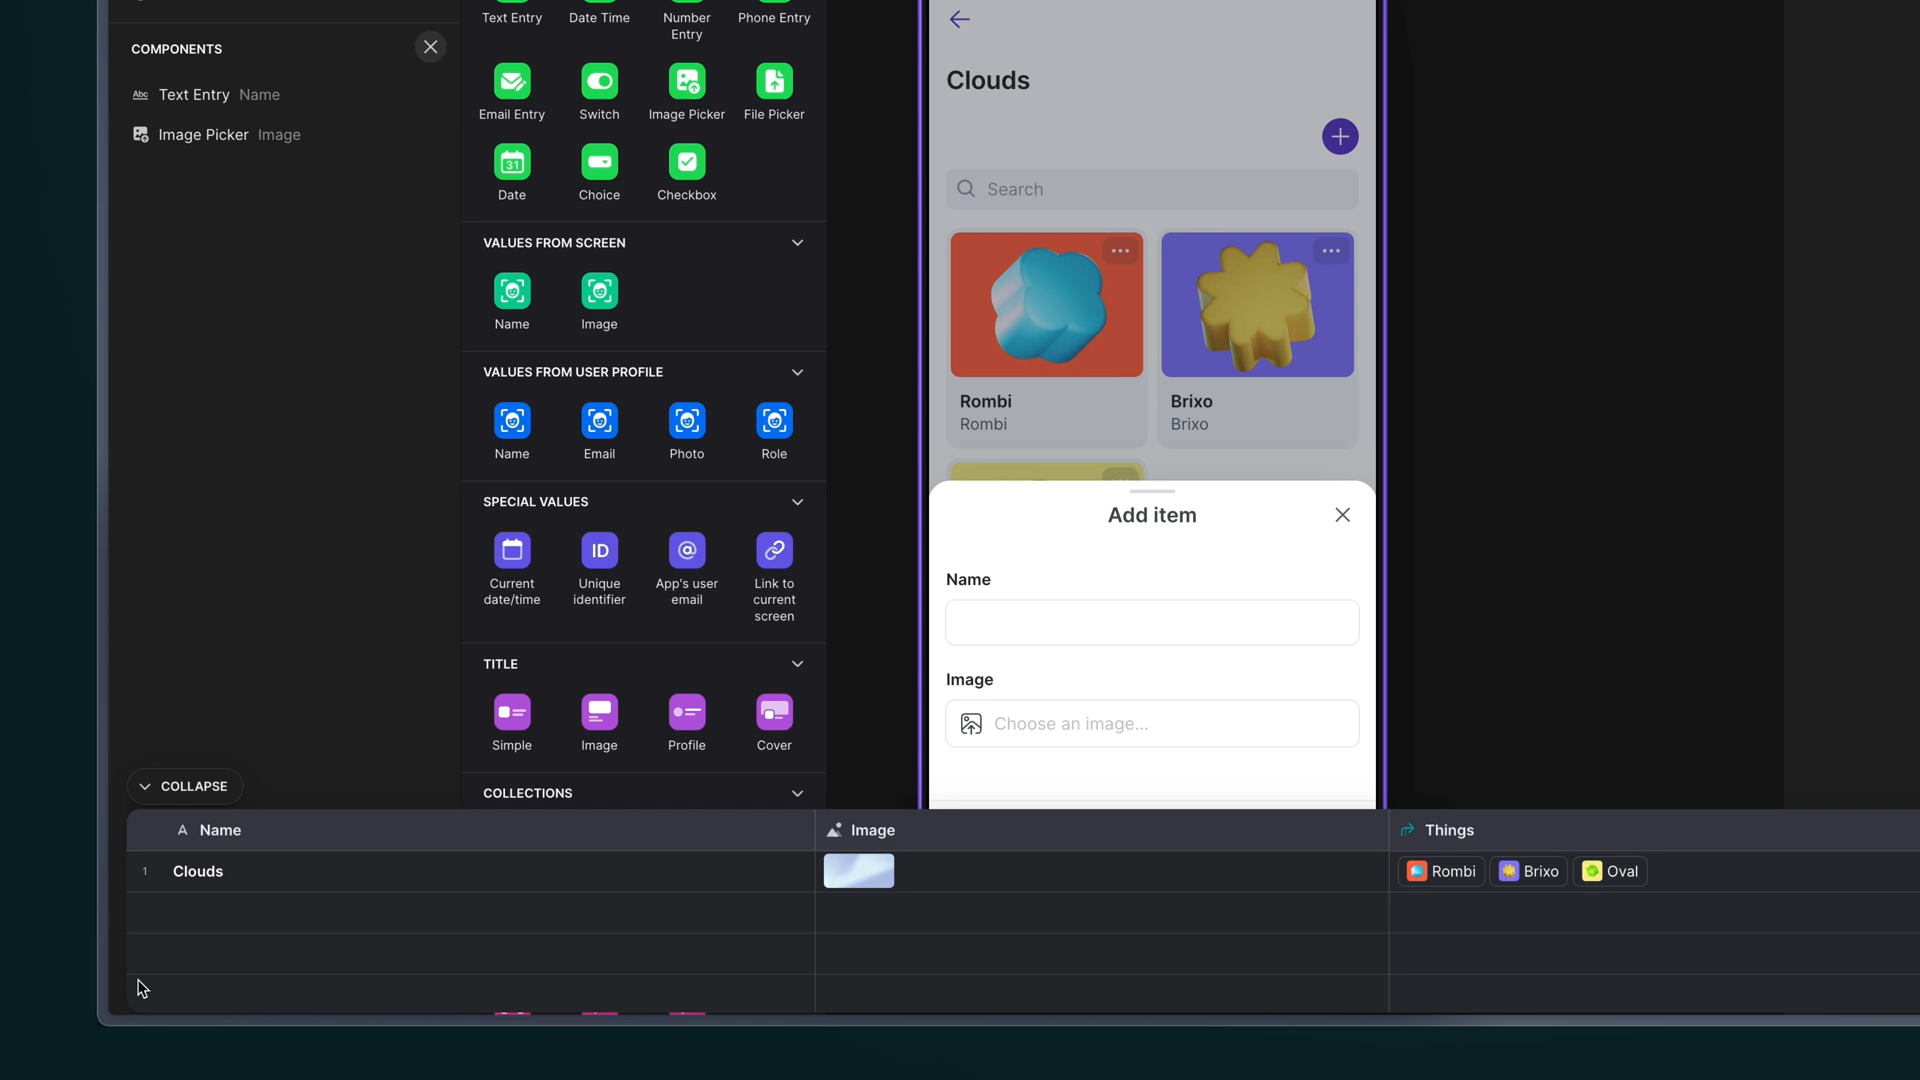 COMPONENTS
Abc Text Entry Name
Image Picker Image
COLLAPSE
Text Entry
Date Time
Number
Entry
Phone Entry
Email Entry
Switch
Image Picker
File Picker
31
Date
Choice
Checkbox
VALUES FROM SCREEN
Name
Image
VALUES FROM USER PROFILE
Name
Email
Photo
Role
SPECIAL VALUES
ID
@
Current
date/time
Unique
identifier
App's user
email
Link to
current
screen
TITLE
Simple
Image
Profile
Cover
COLLECTIONS
Clouds
Search
Rombi
Rombi
Brixo
Brixo
Add item
Name
Image
Choose an image...
A Name
Image
Things
1 Clouds
Rombi
Brixo
Oval